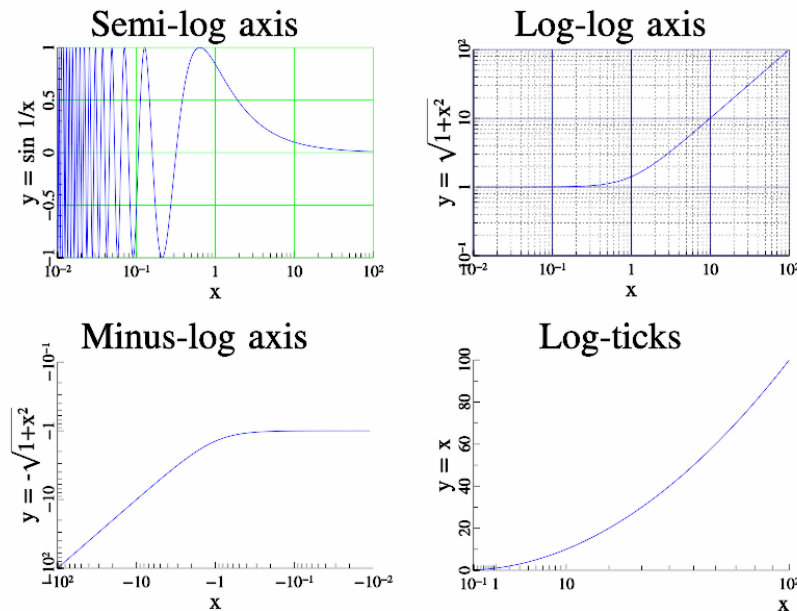 Semi-log axis
y = sin 1/x
1
0.5
0
-0.5
-1
10⁻² 10⁻¹ 1 10 10²
x
Log-log axis
y = √1+x²
10²
10
1
10⁻¹
10⁻² 10⁻¹ 1 10 10²
x
Minus-log axis
y = -√1+x²
-10⁻¹
-1
-10
-10² -10 -1 -10⁻¹ -10⁻²
x
Log-ticks
y = x
100
80
60
40
20
0
10⁻¹ 1 10 10²
x